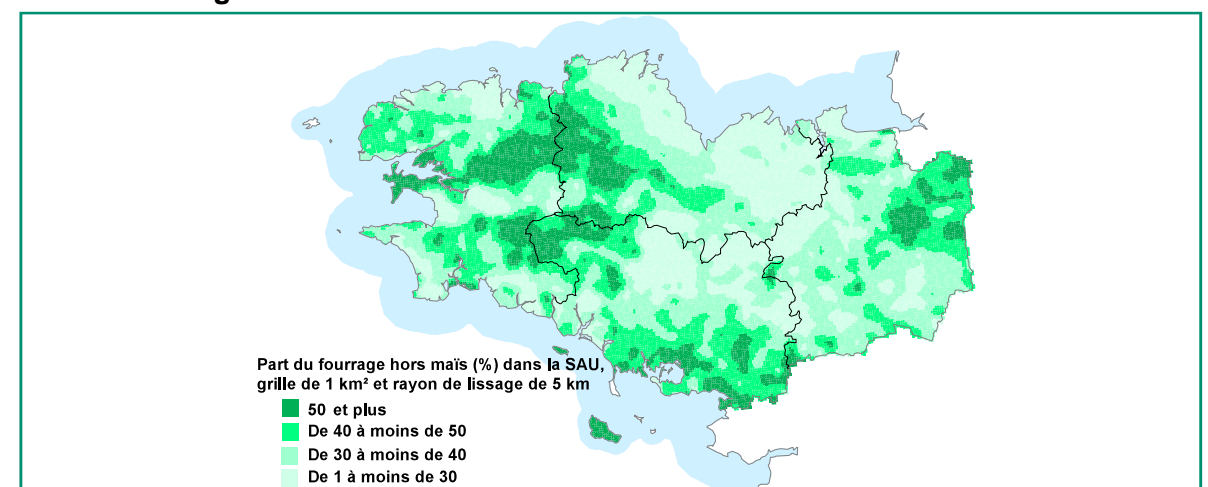 Part du fourrage hors maïs (%) dans la SAU,
grille de 1 km² et rayon de lissage de 5 km
50 et plus
De 40 à moins de 50
De 30 à moins de 40
De 1 à moins de 30